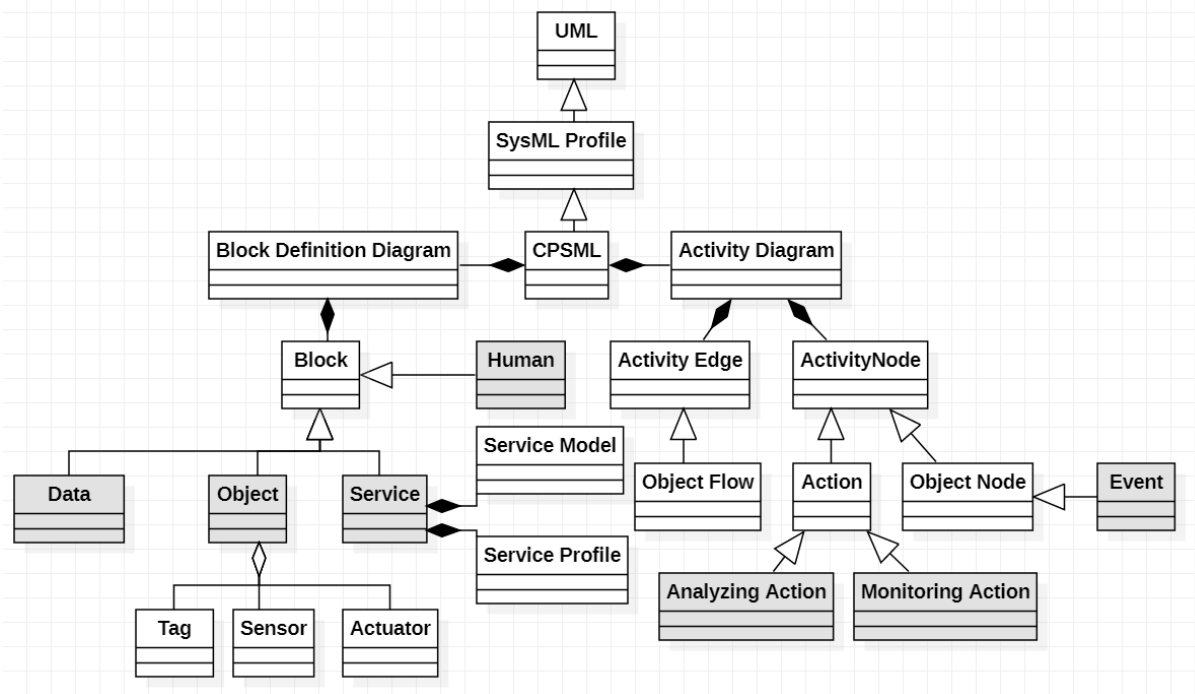 UML
SysML Profile
Block Definition Diagram
CPSML
Activity Diagram
Block
Human
Activity Edge
ActivityNode
Service Model
Data
Object
Service
Object Flow
Action
Object Node
Event
Service Profile
Analyzing Action
Monitoring Action
Tag
Sensor
Actuator